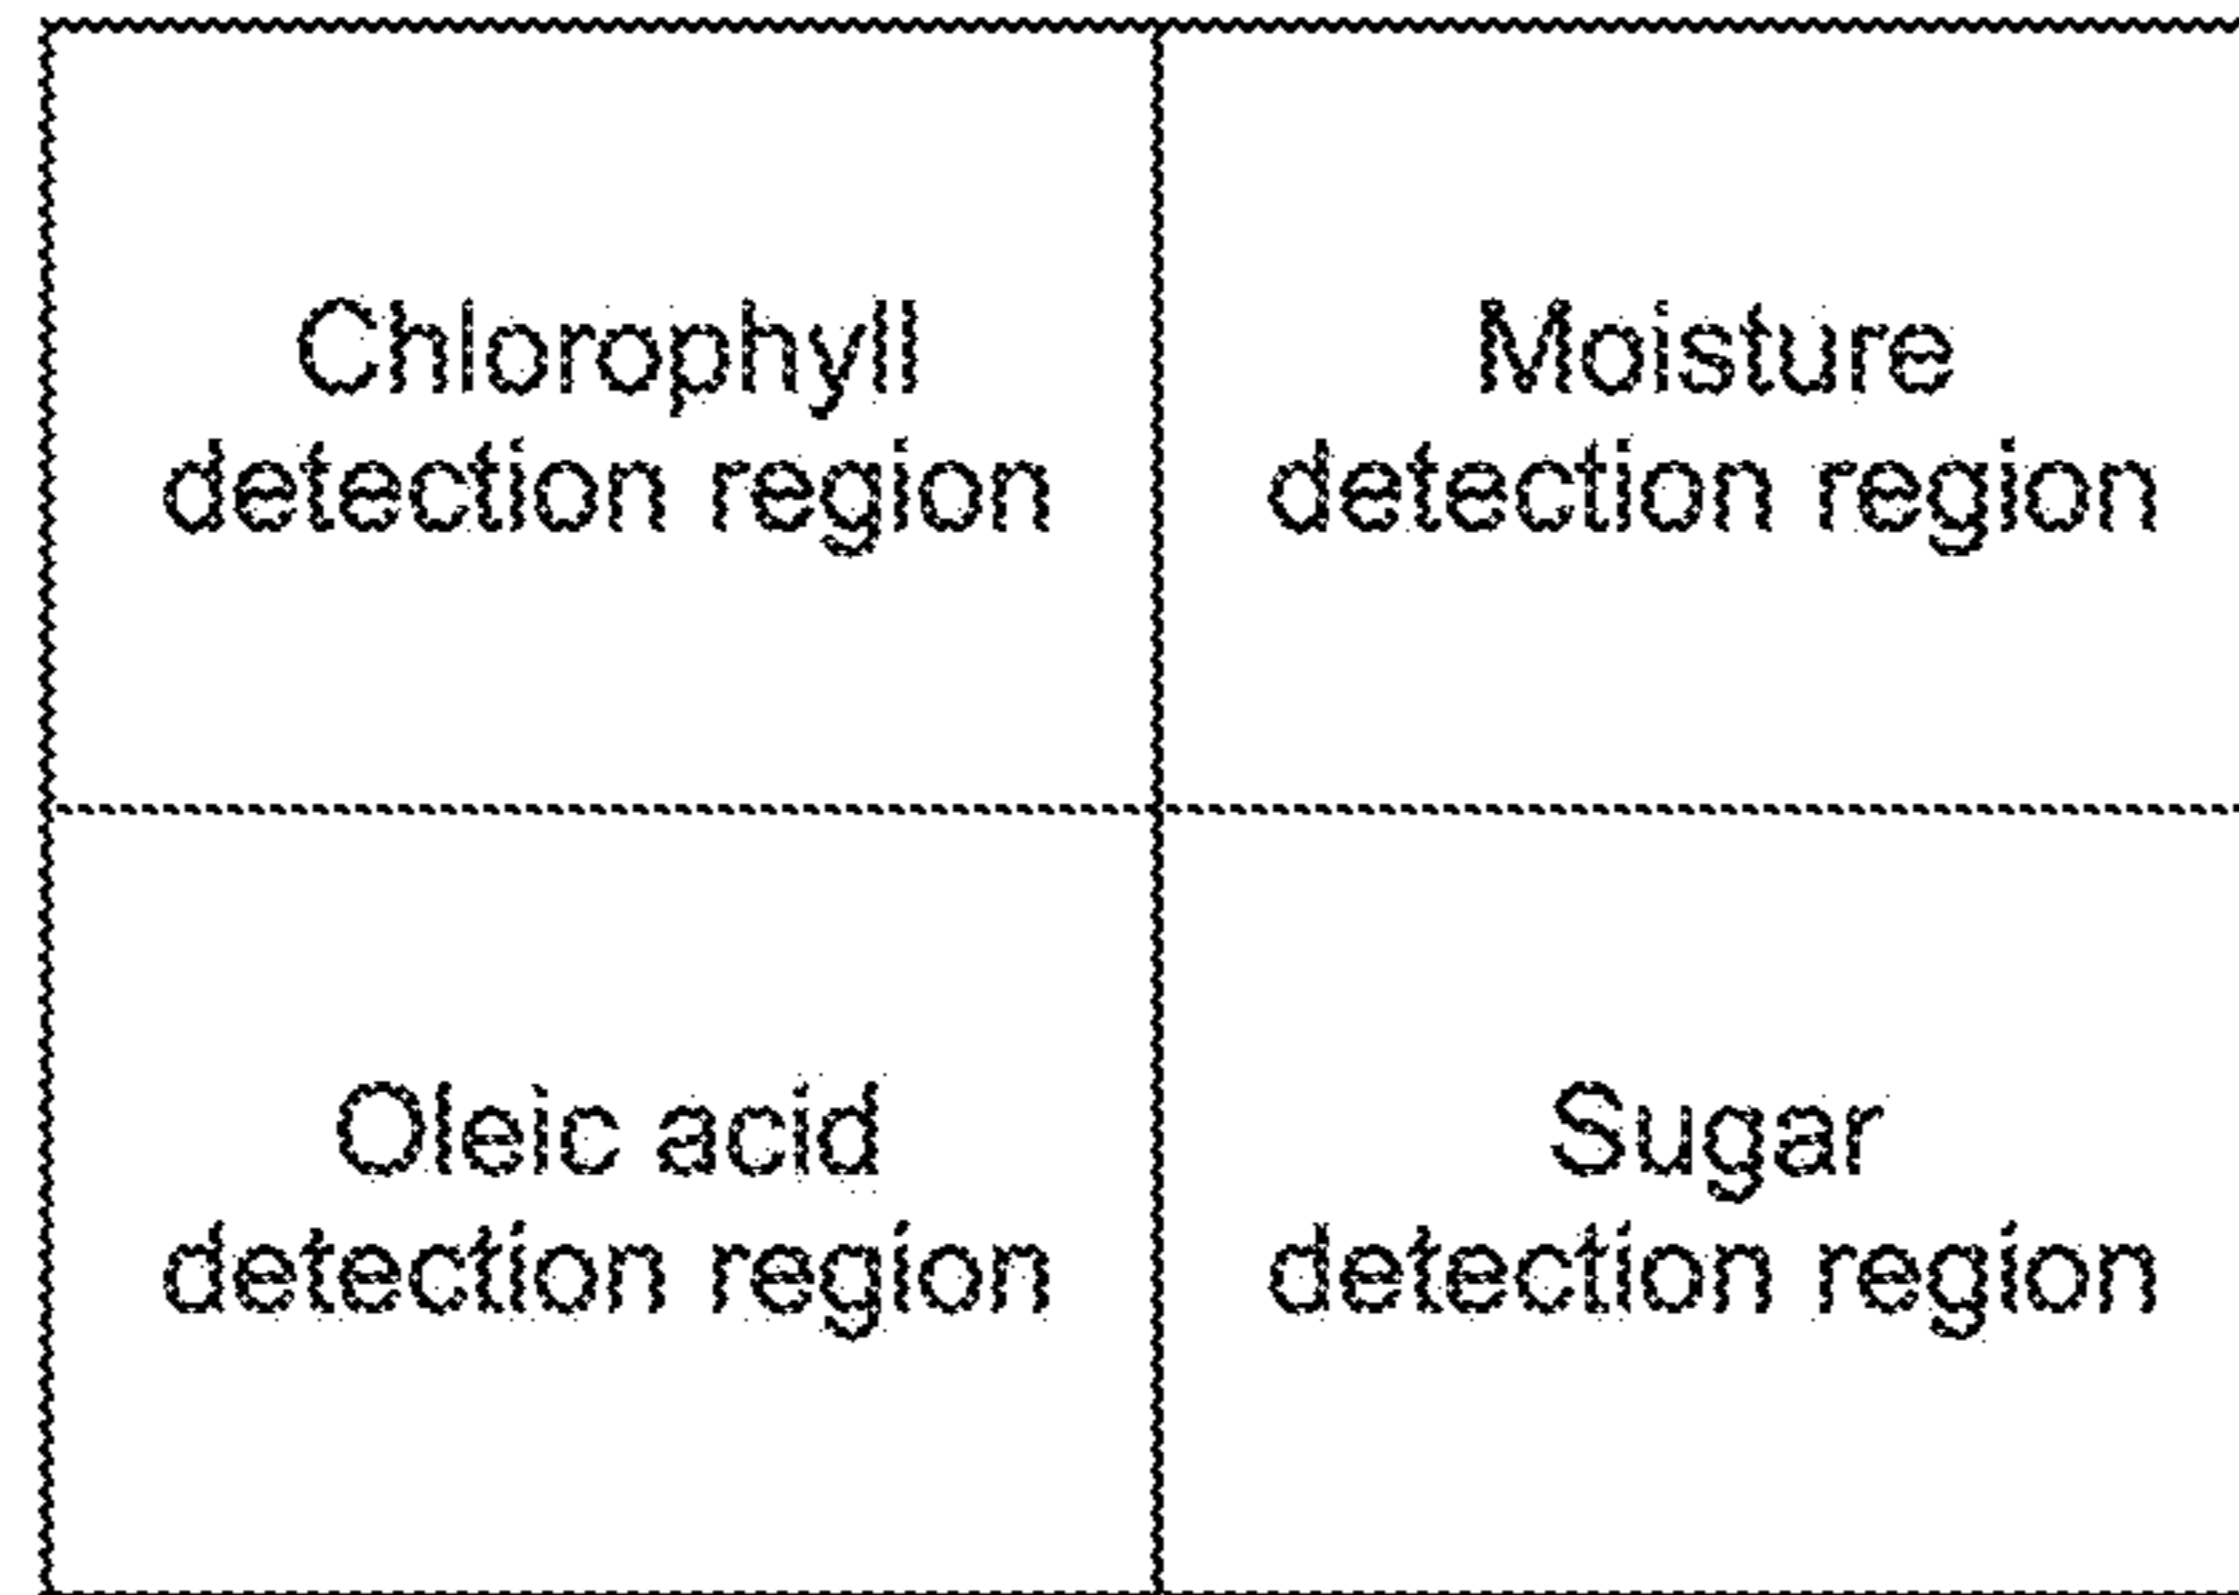 Chlorophyll
detection region
Moisture
detection region
Oleic acid
detection region
Sugar
detection region